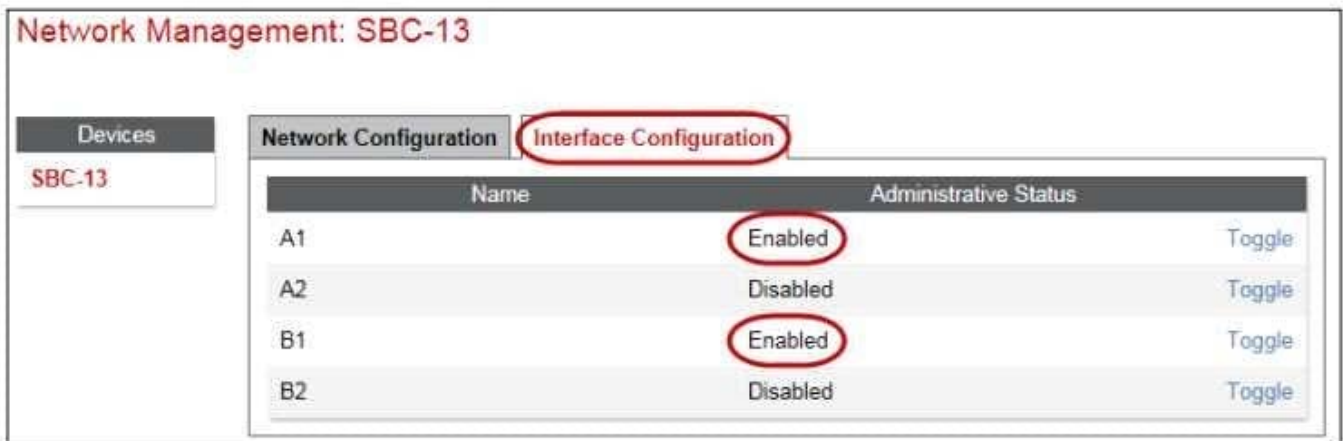 Network Management: SBC-13
Devices
SBC-13
Network Configuration Interface Configuration
Name Administrative Status
A1 Enabled Toggle
A2 Disabled Toggle
B1 Enabled Toggle
B2 Disabled Toggle